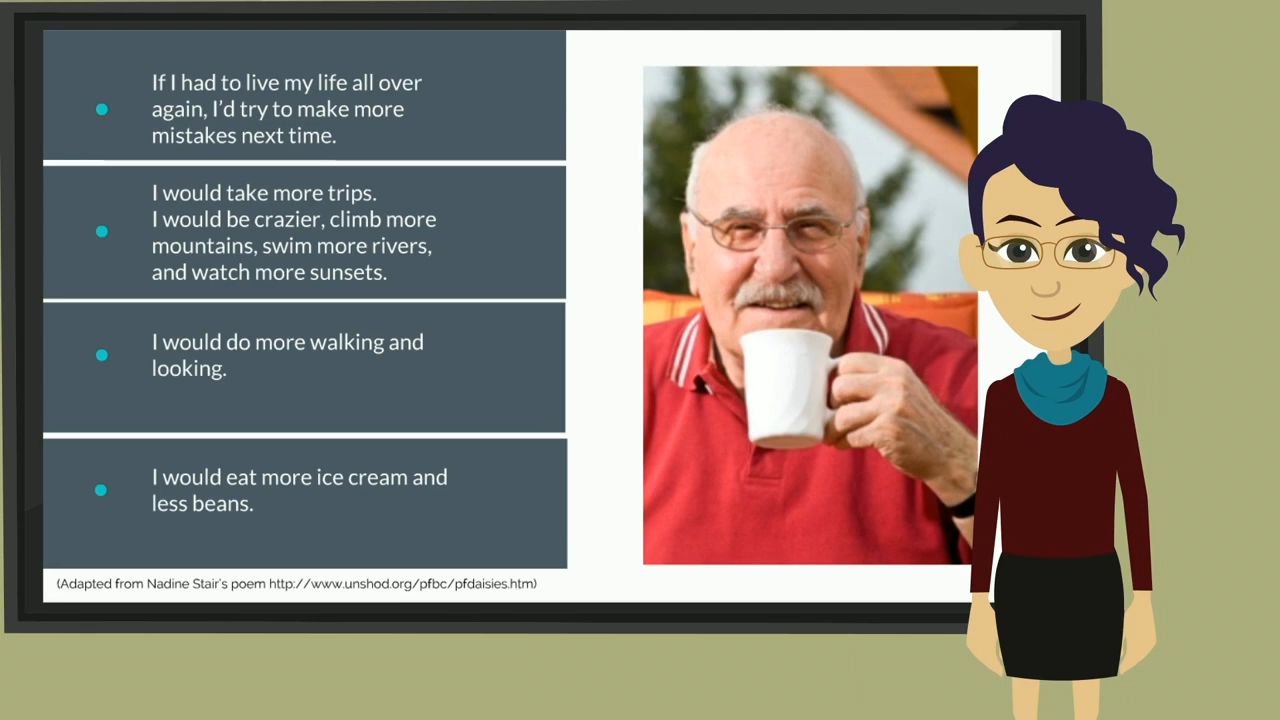 If I had to live my life all over
again, I'd try to make more
mistakes next time.
I would take more trips.
I would be crazier, climb more
mountains, swim more rivers,
and watch more sunsets.
I would do more walking and
looking.
I would eat more ice cream and
less beans.
(Adapted from Nadine Stair's poem http://www.unshod.org/pfbc/pfdaisies.htm)